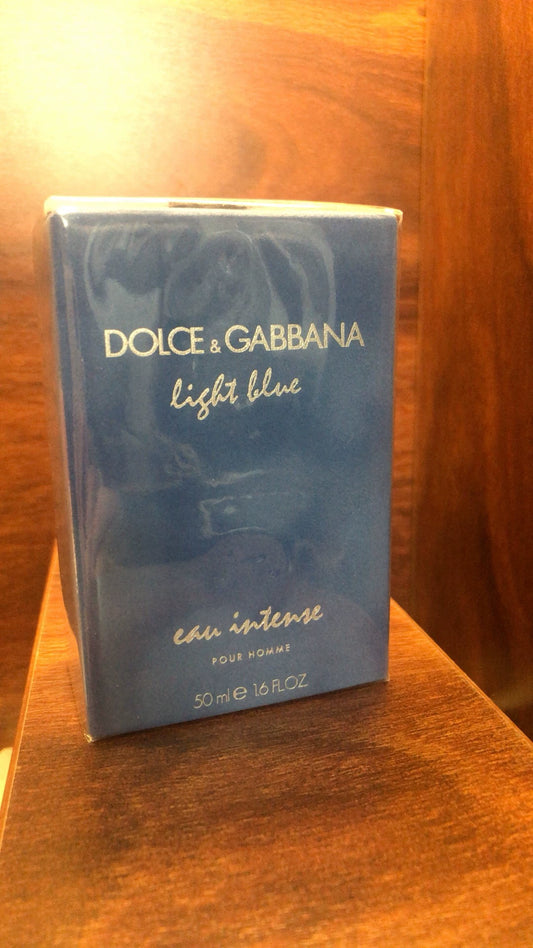 DOLCE & GABBANA
light blue
eau intense
POUR HOMME
50 ml e 1.6 FL.OZ.